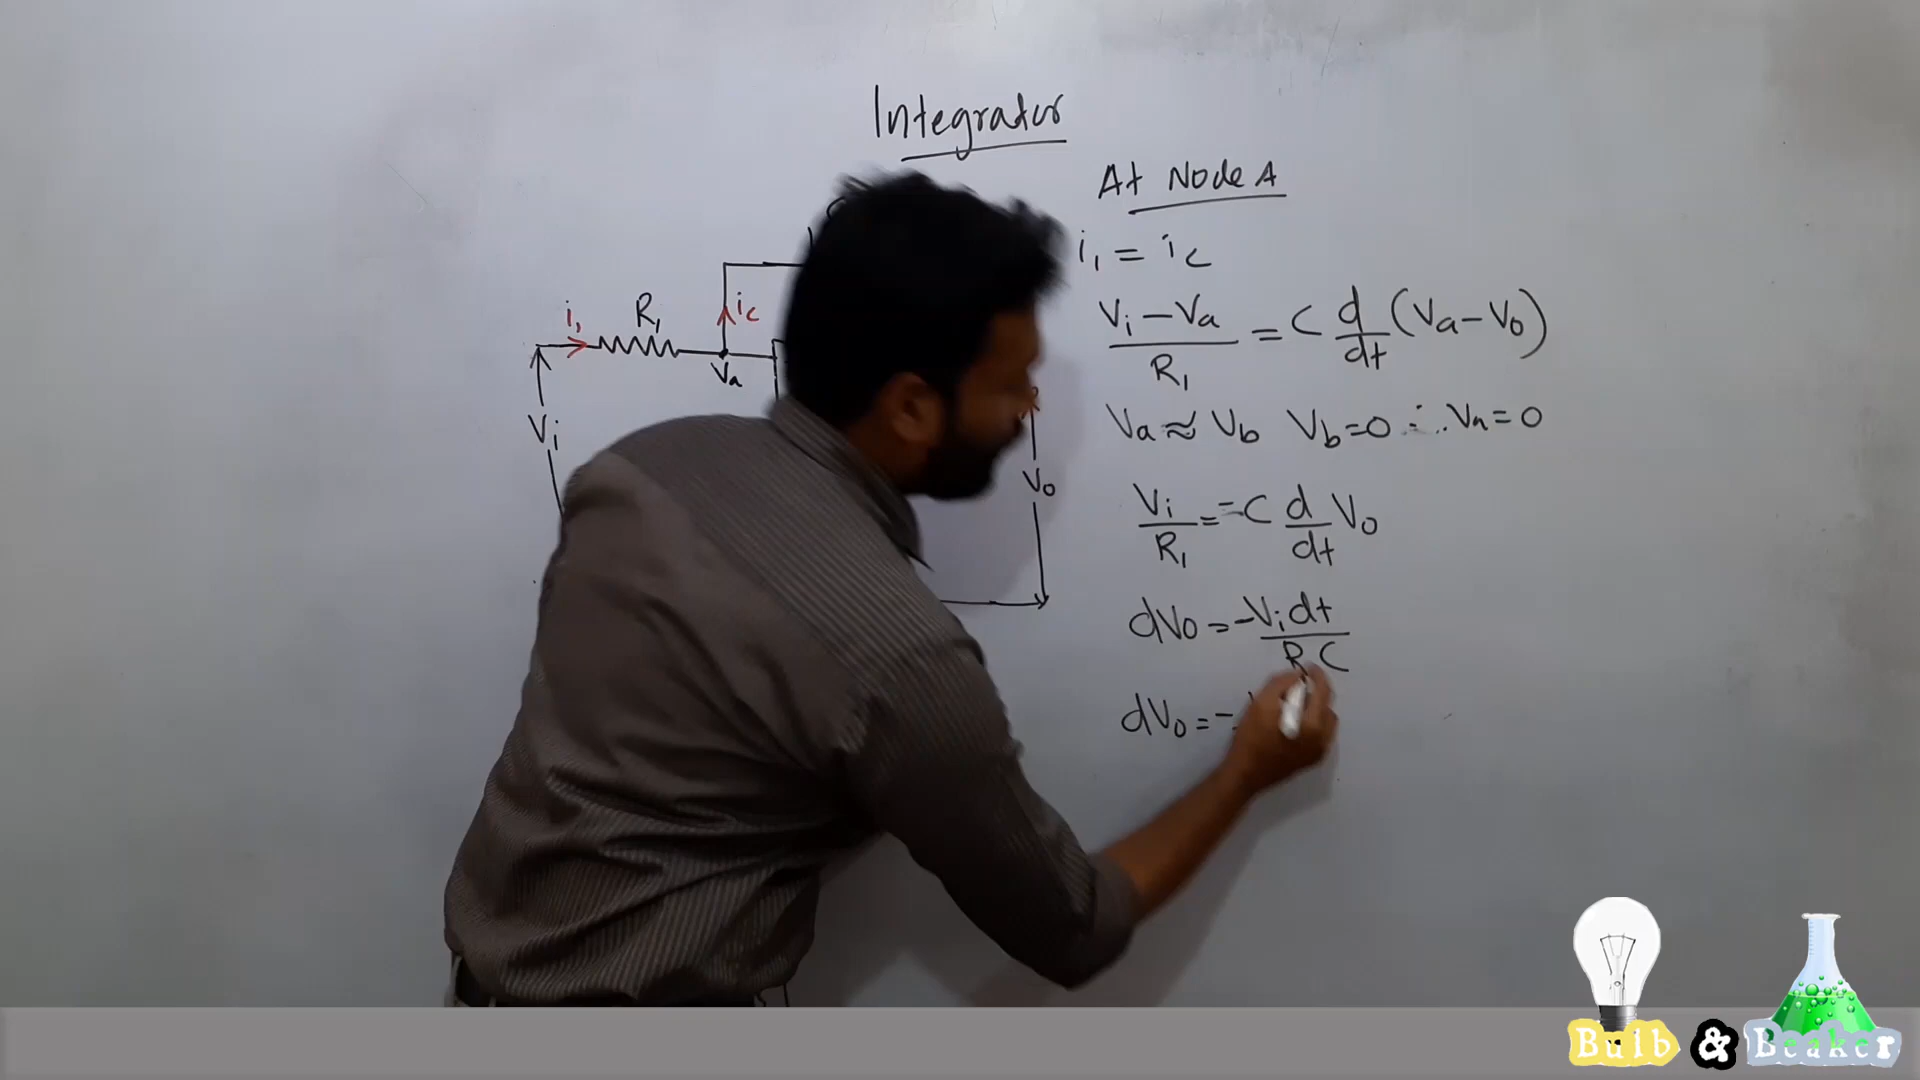 Integrator
At Node A
i₁ = i_c
(Vi − Va)/R₁ = C d/dt (Va − Vo)
Va ≈ Vb Vb = 0 ∴ Va = 0
Vi/R₁ = −C d/dt Vo
dVo = −Vi dt/R₁C
dVo = −
i₁
R₁
i_c
Va
Vi
Vo
Bulb & Beaker